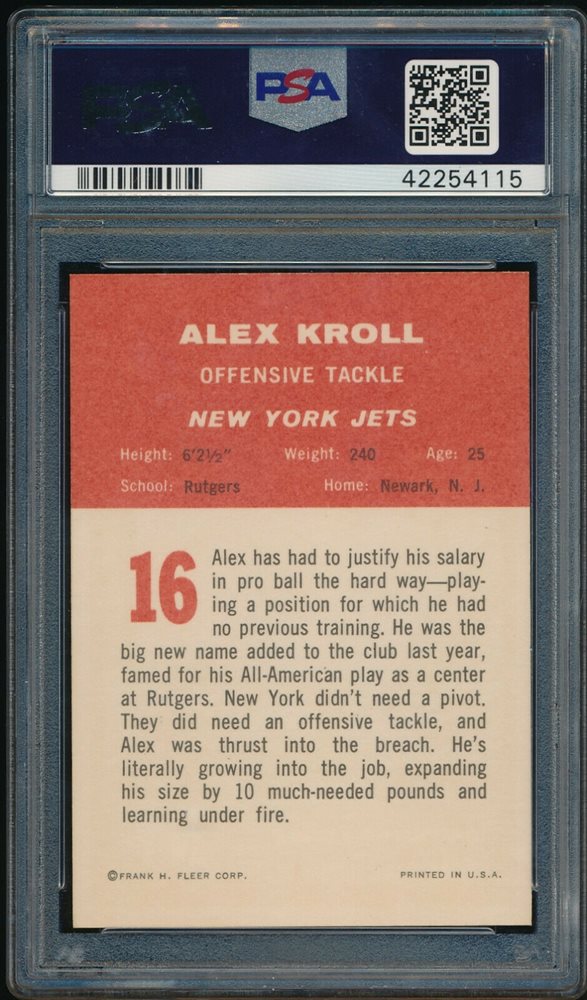 PSA
42254115
ALEX KROLL
OFFENSIVE TACKLE
NEW YORK JETS
Height: 6'2½" Weight: 240 Age: 25
School: Rutgers Home: Newark, N. J.
16
Alex has had to justify his salary
in pro ball the hard way—play-
ing a position for which he had
no previous training. He was the
big new name added to the club last year,
famed for his All-American play as a center
at Rutgers. New York didn't need a pivot.
They did need an offensive tackle, and
Alex was thrust into the breach. He's
literally growing into the job, expanding
his size by 10 much-needed pounds and
learning under fire.
©FRANK H. FLEER CORP. PRINTED IN U.S.A.